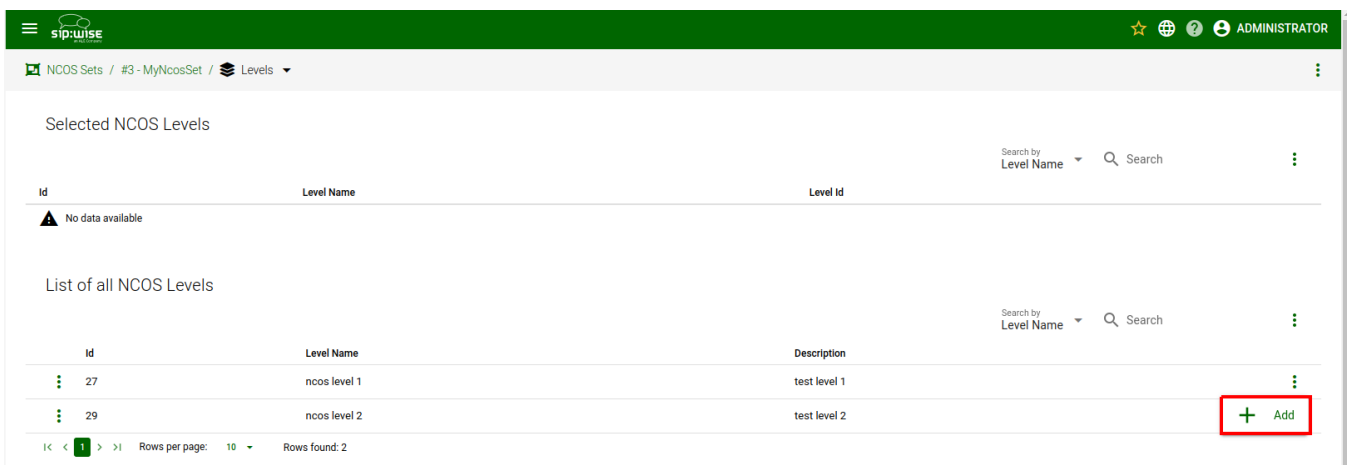 sip:wise ADMINISTRATOR
NCOS Sets / #3 - MyNcosSet / Levels
Selected NCOS Levels
Search by
Level Name Search
Id Level Name Level Id
No data available
List of all NCOS Levels
Search by
Level Name Search
Id Level Name Description
27 ncos level 1 test level 1
29 ncos level 2 test level 2 + Add
|< < 1 > >| Rows per page: 10 Rows found: 2